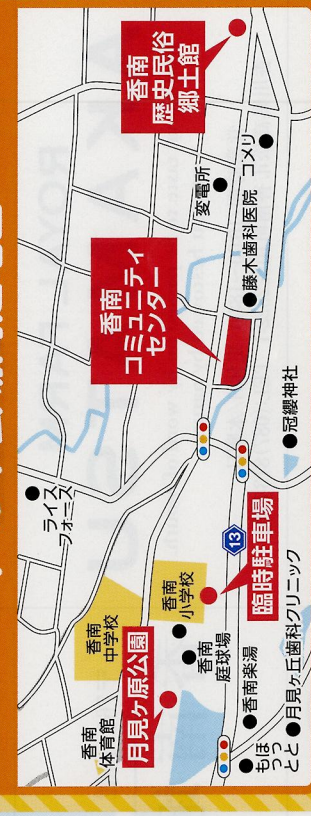 香南
歴史民俗
郷土館
コメリ
変電所
藤木歯科医院
香南
コミュニティ
センター
冠纓神社
ライス
フォーズ
13
臨時駐車場
香南
小学校
香南
中学校
月見ヶ原公園
香南
庭球場
香南
体育館
香南楽湯
月見ヶ丘歯科クリニック
ほっと
もっと